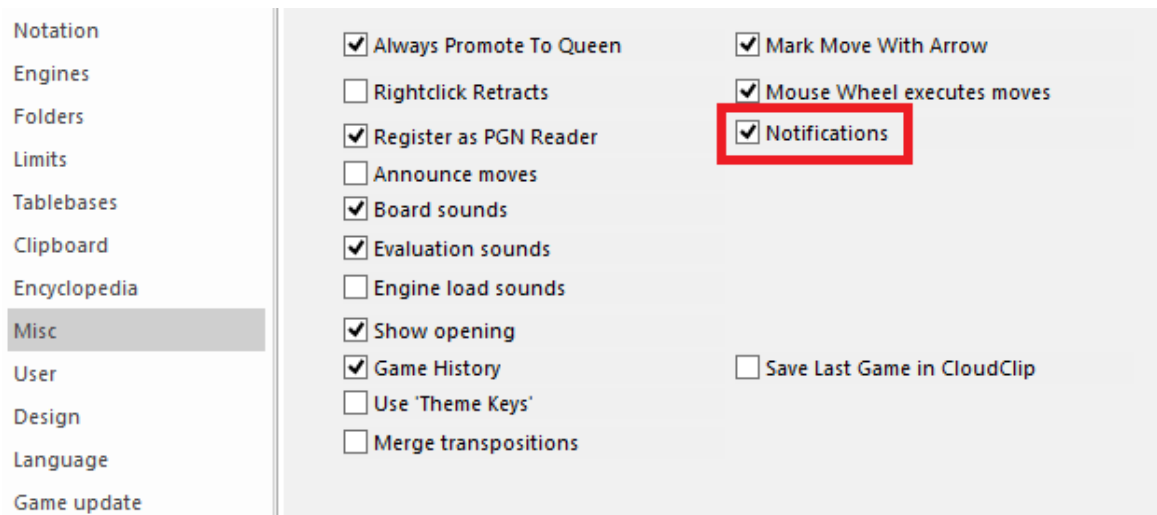 Notation
Engines
Folders
Limits
Tablebases
Clipboard
Encyclopedia
Misc
User
Design
Language
Game update
Always Promote To Queen
Rightclick Retracts
Register as PGN Reader
Announce moves
Board sounds
Evaluation sounds
Engine load sounds
Show opening
Game History
Use 'Theme Keys'
Merge transpositions
Mark Move With Arrow
Mouse Wheel executes moves
Notifications
Save Last Game in CloudClip